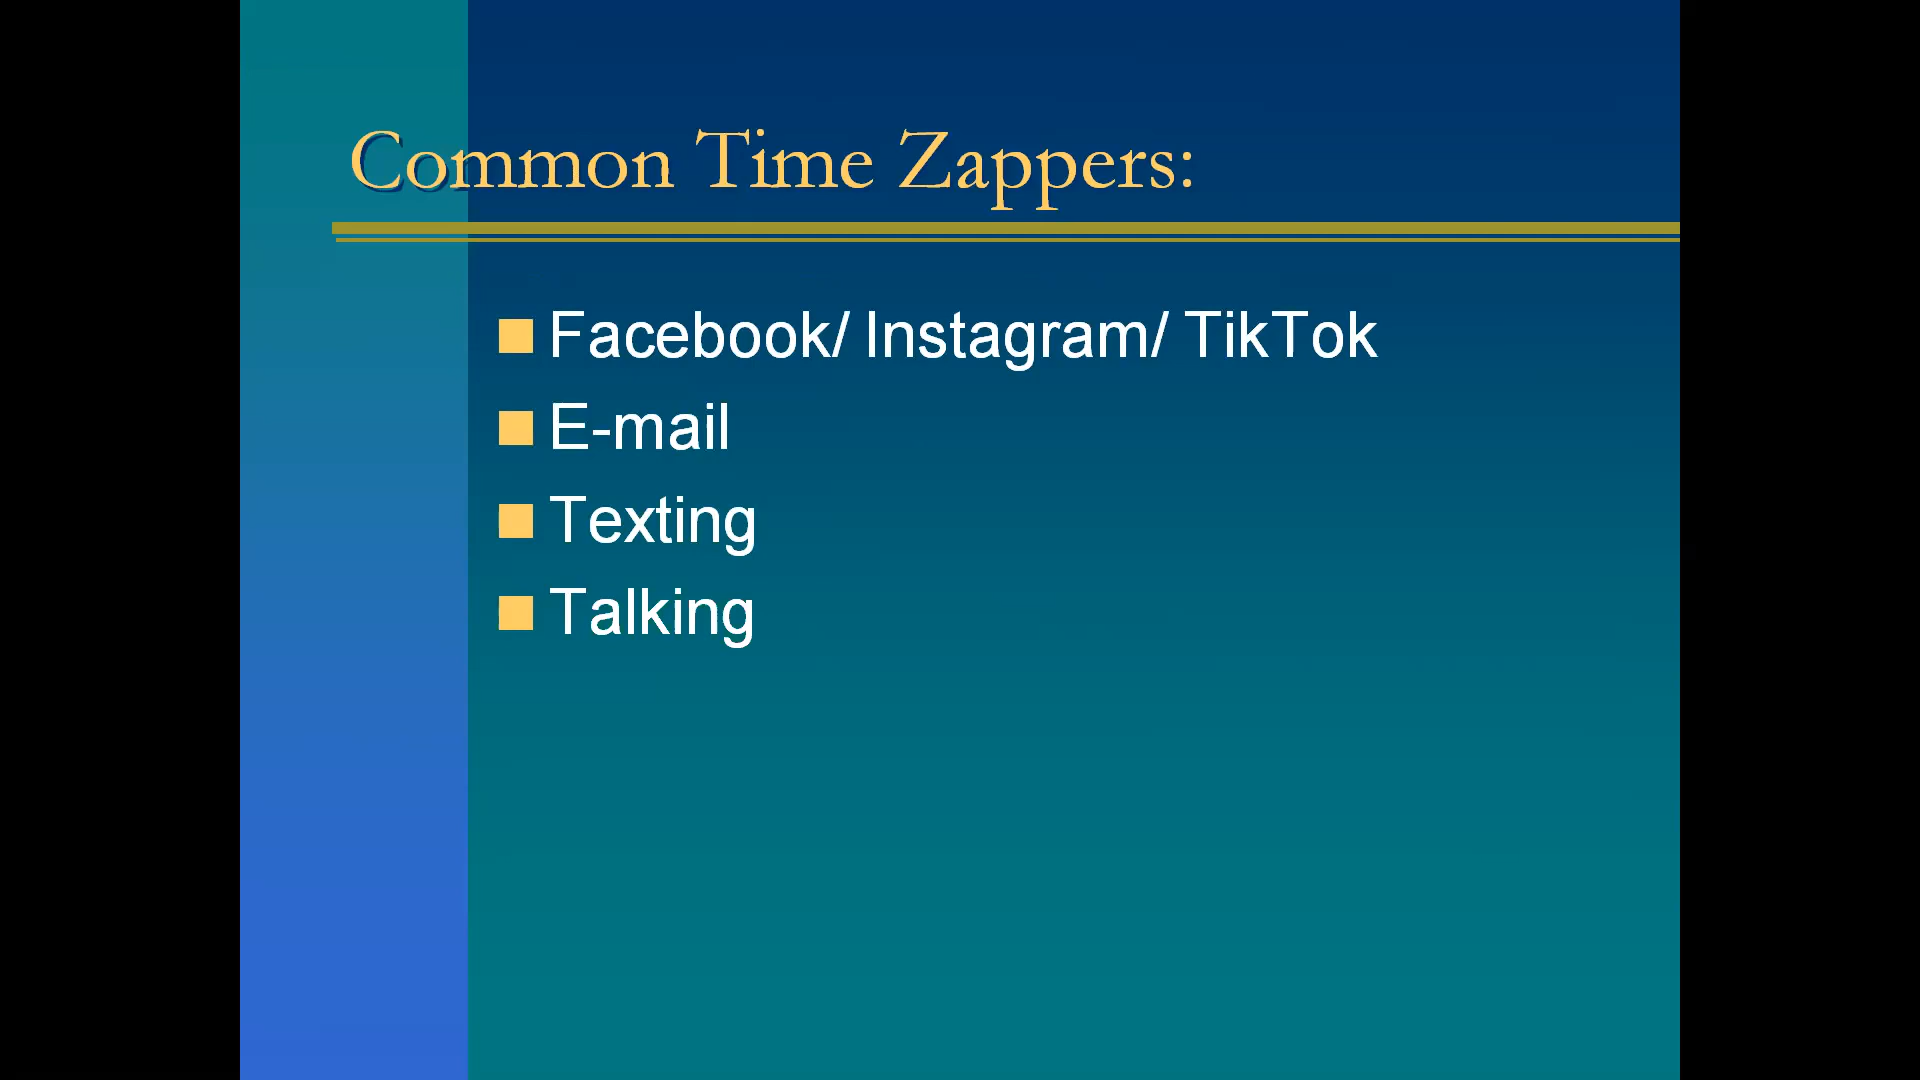 Common Time Zappers:
Facebook/ Instagram/ TikTok
E-mail
Texting
Talking